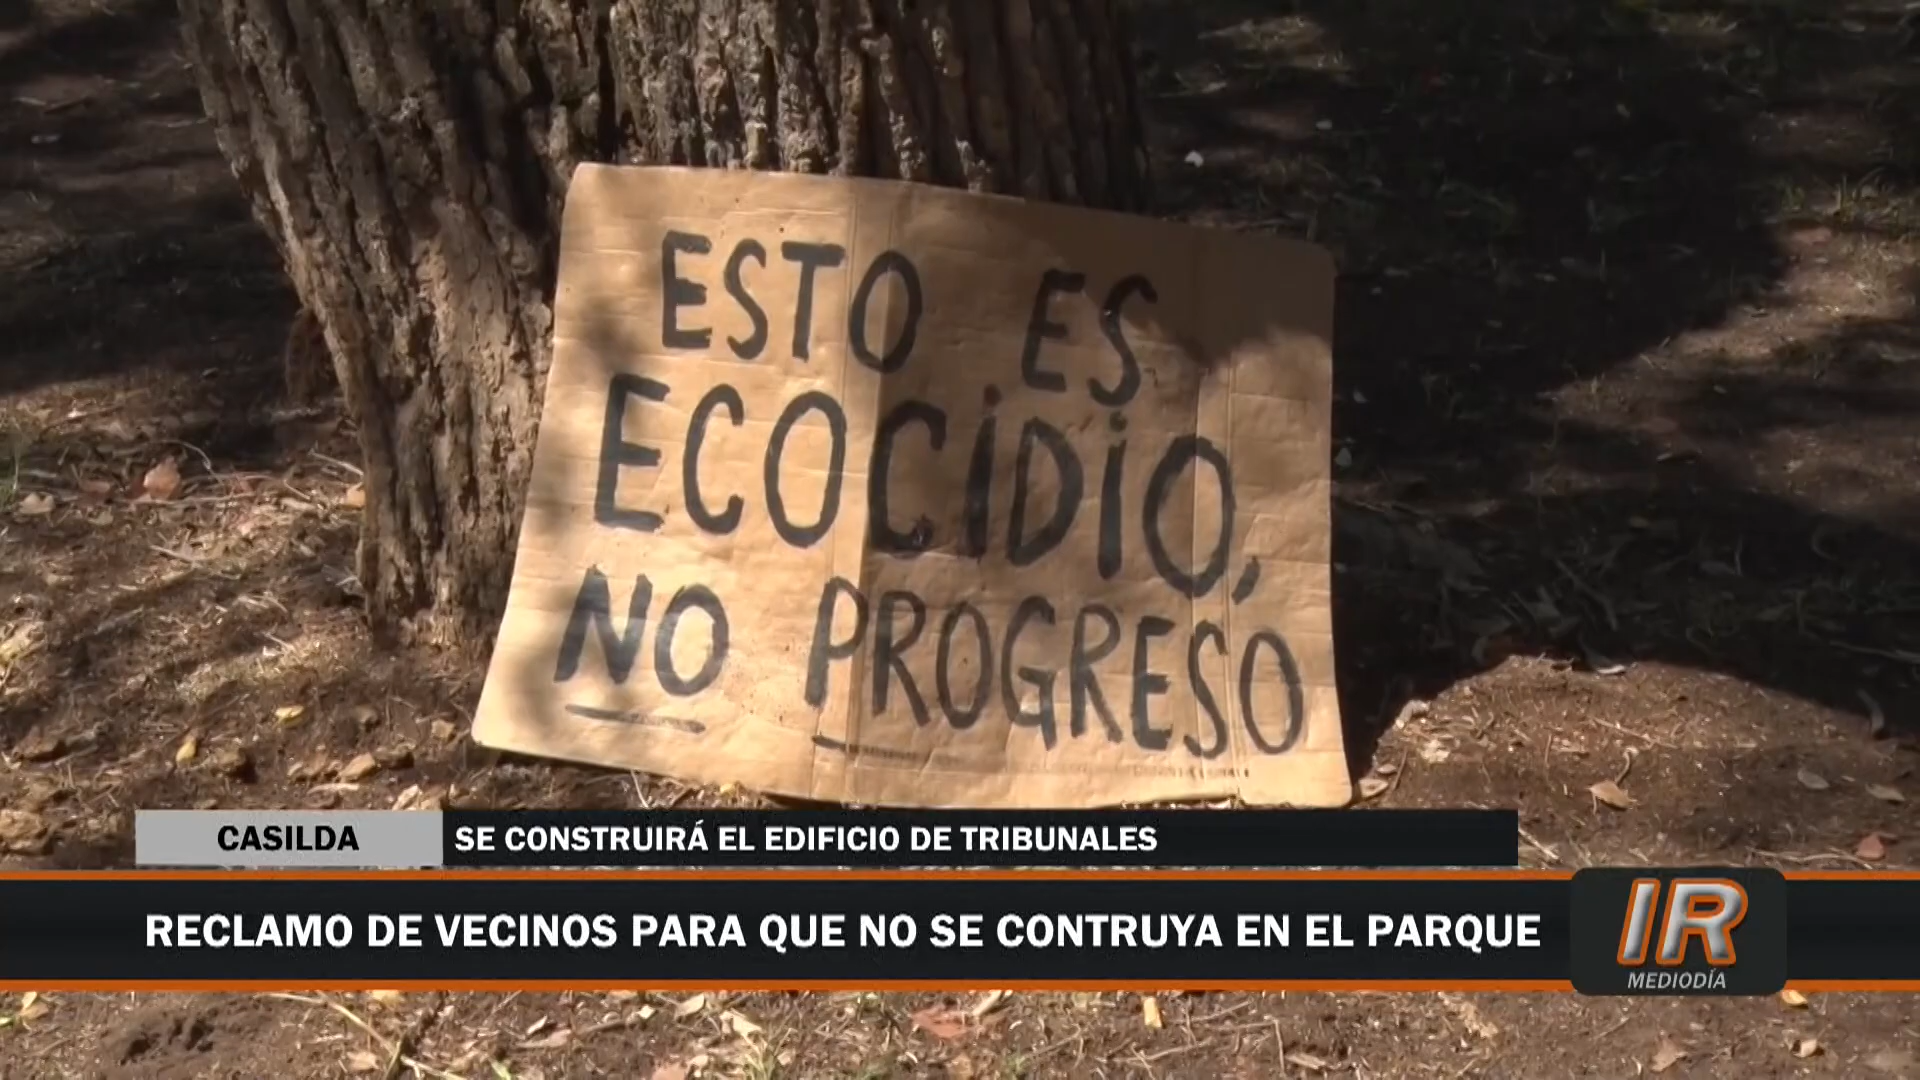 ESTO ES
ECOCiDiO,
NO PROGRESO
CASILDA
SE CONSTRUIRÁ EL EDIFICIO DE TRIBUNALES
RECLAMO DE VECINOS PARA QUE NO SE CONTRUYA EN EL PARQUE
IR
MEDIODÍA